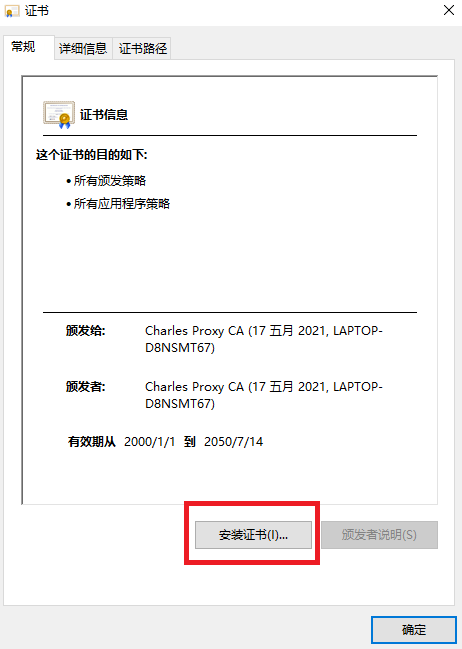 证书
常规 详细信息 证书路径
证书信息
这个证书的目的如下:
• 所有颁发策略
• 所有应用程序策略
颁发给: Charles Proxy CA (17 五月 2021, LAPTOP-
D8NSMT67)
颁发者: Charles Proxy CA (17 五月 2021, LAPTOP-
D8NSMT67)
有效期从 2000/1/1 到 2050/7/14
安装证书(I)... 颁发者说明(S)
确定